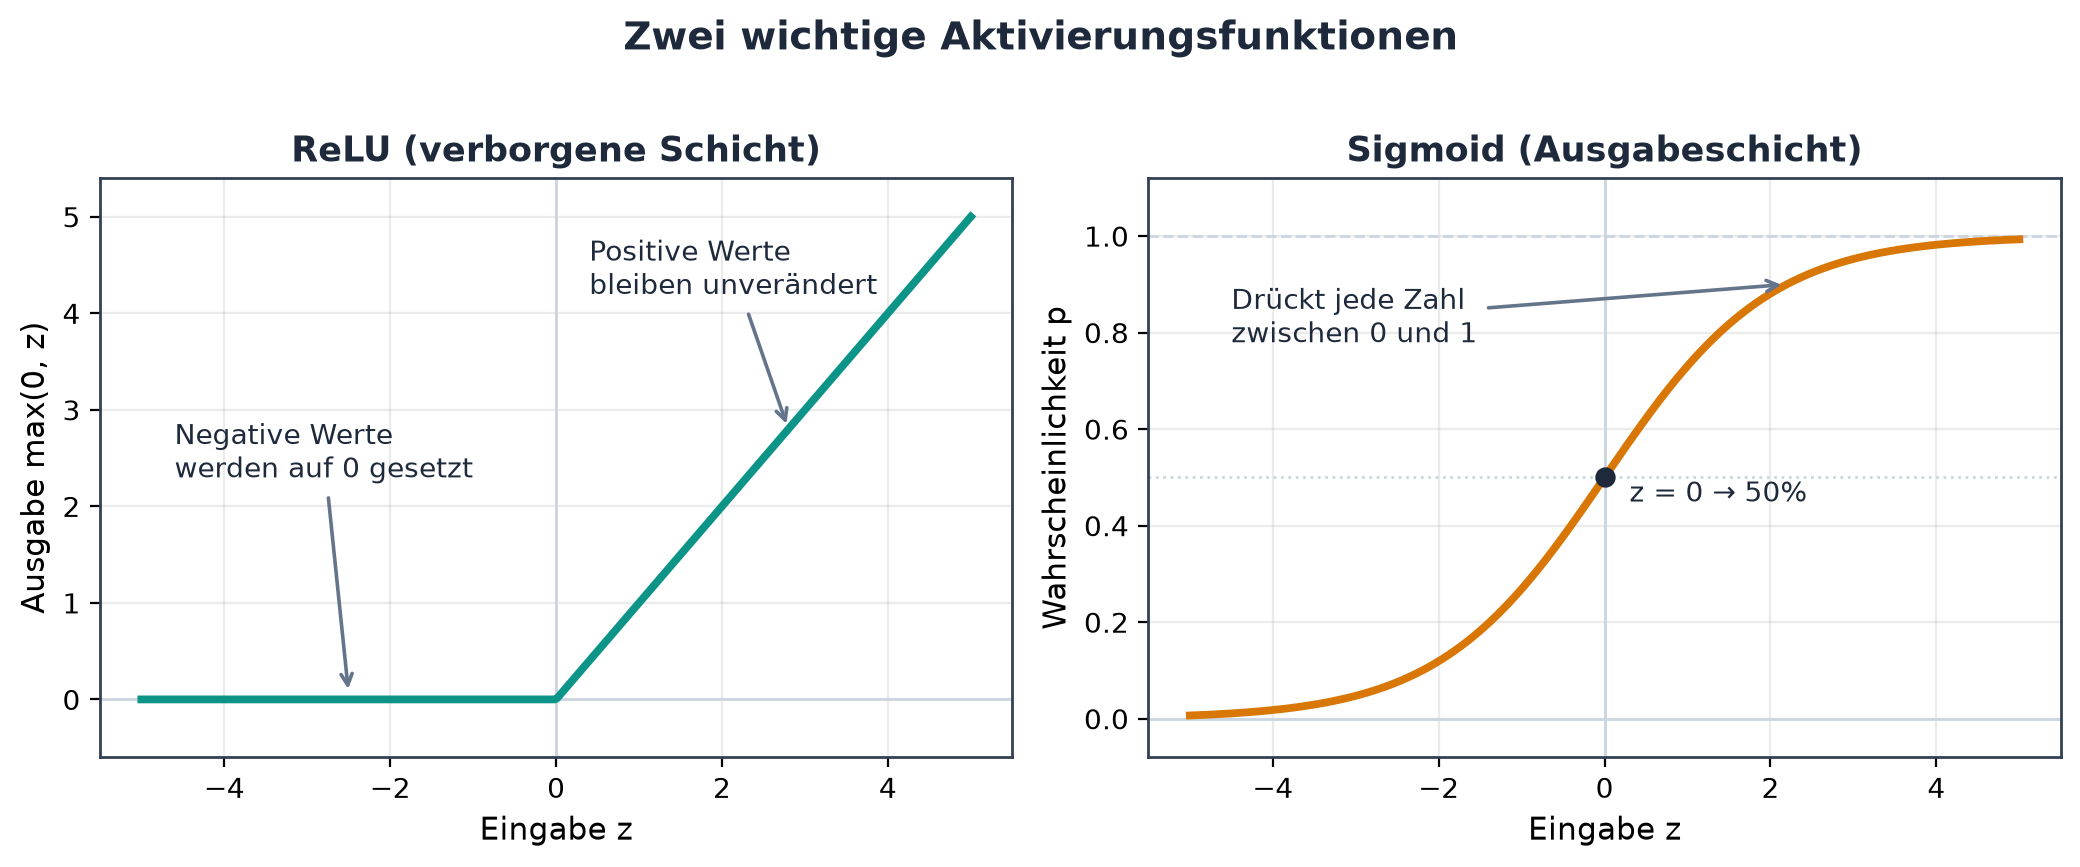 Zwei wichtige Aktivierungsfunktionen
ReLU (verborgene Schicht)
Ausgabe max(0, z)
5
4
3
2
1
0
Positive Werte
bleiben unverändert
Negative Werte
werden auf 0 gesetzt
−4
−2
0
2
4
Eingabe z
Sigmoid (Ausgabeschicht)
Wahrscheinlichkeit p
1.0
0.8
0.6
0.4
0.2
0.0
Drückt jede Zahl
zwischen 0 und 1
z = 0 → 50%
−4
−2
0
2
4
Eingabe z